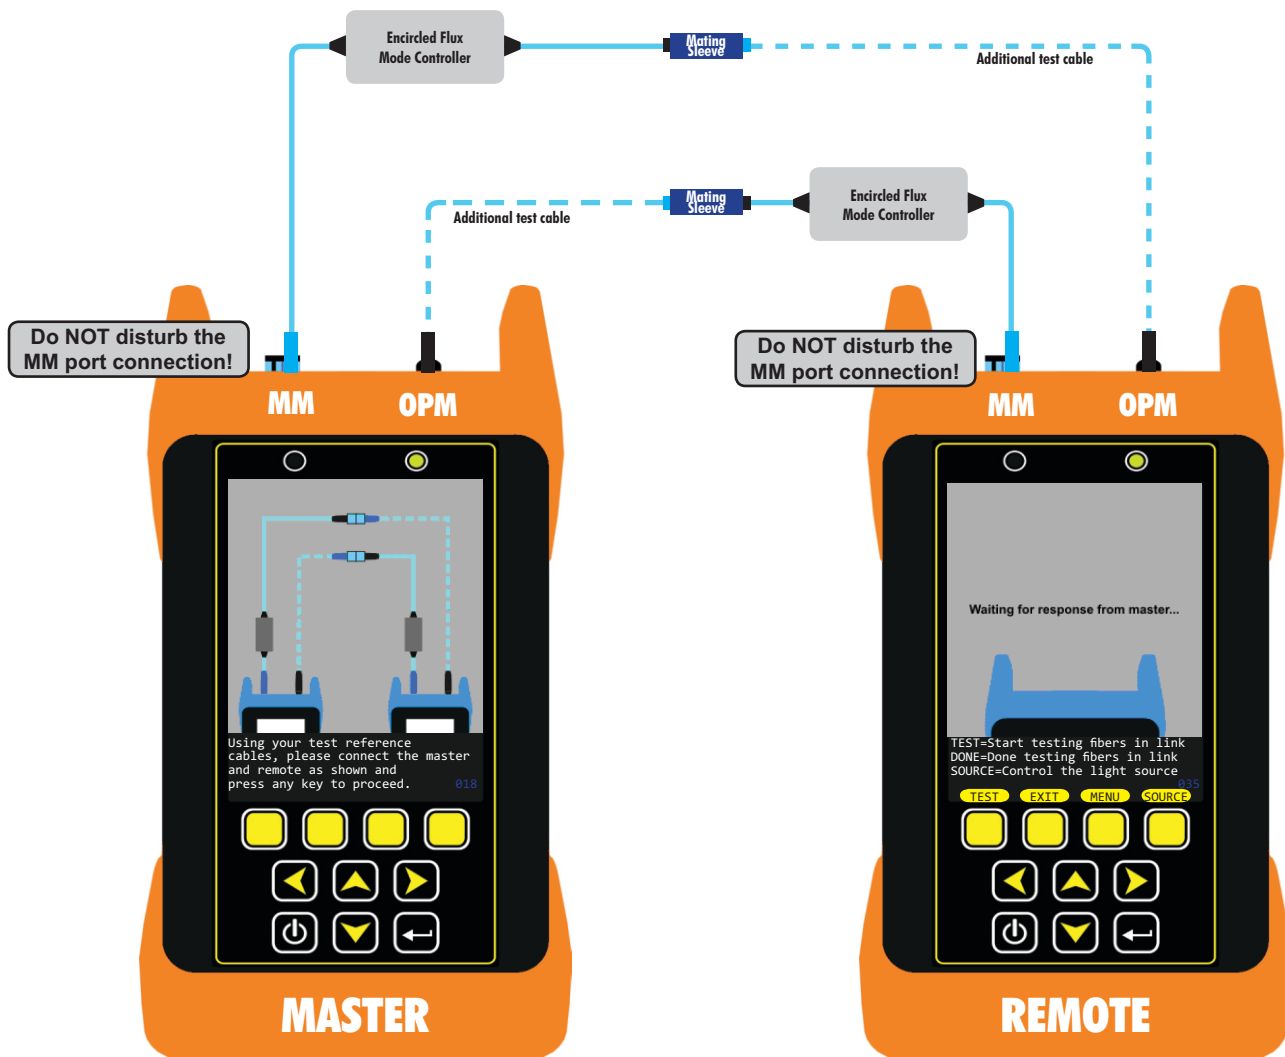 Encircled Flux
Mode Controller
Mating
Sleeve
Additional test cable
Additional test cable
Mating
Sleeve
Encircled Flux
Mode Controller
Do NOT disturb the
MM port connection!
Do NOT disturb the
MM port connection!
MM
OPM
MM
OPM
Using your test reference
cables, please connect the master
and remote as shown and
press any key to proceed.
018
Waiting for response from master...
TEST=Start testing fibers in link
DONE=Done testing fibers in link
SOURCE=Control the light source
035
TEST
EXIT
MENU
SOURCE
MASTER
REMOTE